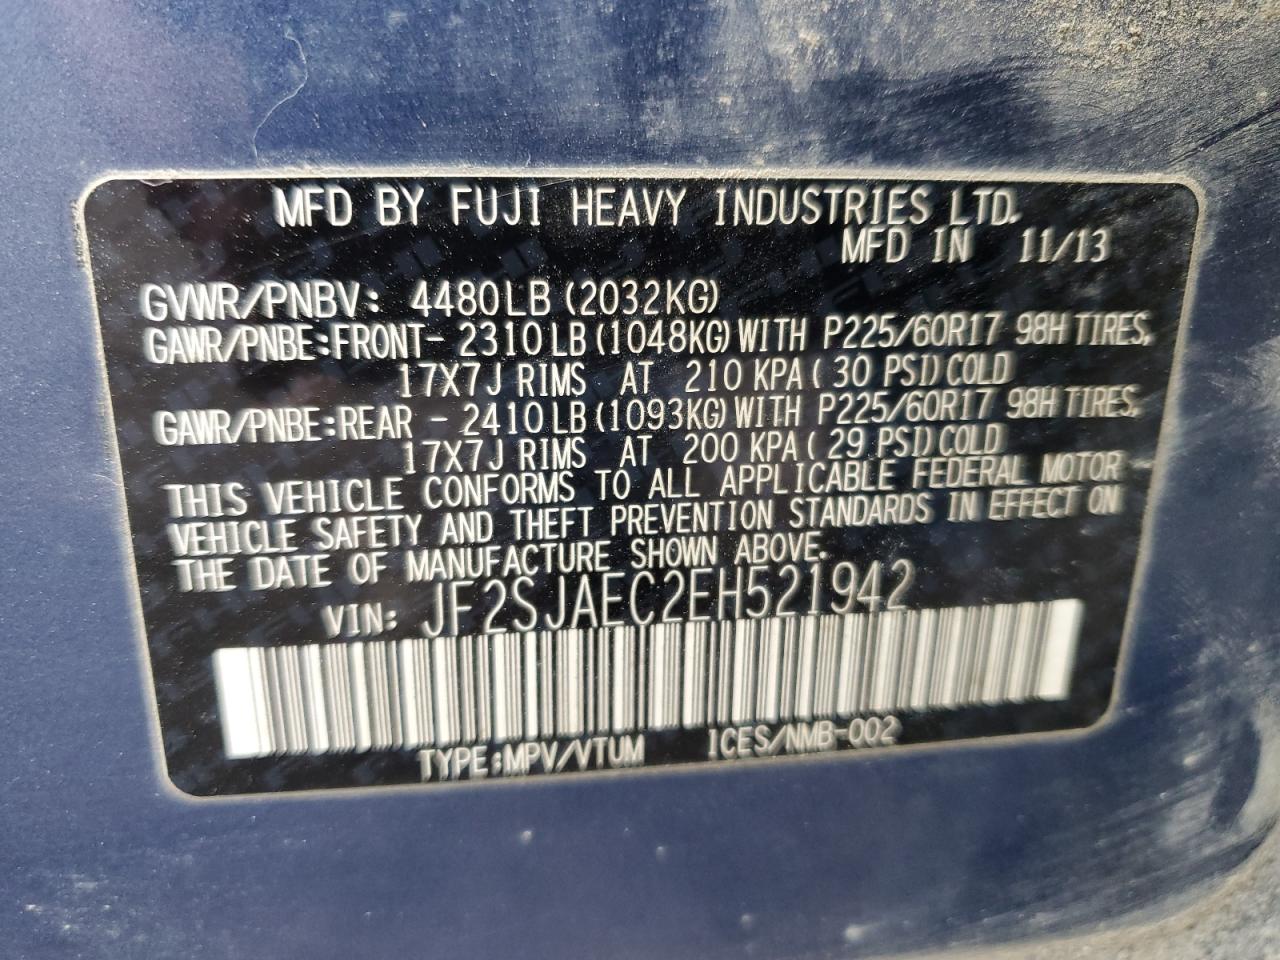 MFD BY FUJI HEAVY INDUSTRIES LTD.
MFD IN 11/13
GVWR/PNBV: 4480LB (2032KG)
GAWR/PNBE:FRONT- 2310 LB (1048KG) WITH P225/60R17 98H TIRES,
17X7J RIMS AT 210 KPA ( 30 PSI) COLD
GAWR/PNBE:REAR - 2410 LB (1093KG) WITH P225/60R17 98H TIRES,
17X7J RIMS AT 200 KPA ( 29 PSI) COLD
THIS VEHICLE CONFORMS TO ALL APPLICABLE FEDERAL MOTOR
VEHICLE SAFETY AND THEFT PREVENTION STANDARDS IN EFFECT ON
THE DATE OF MANUFACTURE SHOWN ABOVE.
VIN: JF2SJAEC2EH521942
TYPE:MPV/VTUM ICES/NMB-002